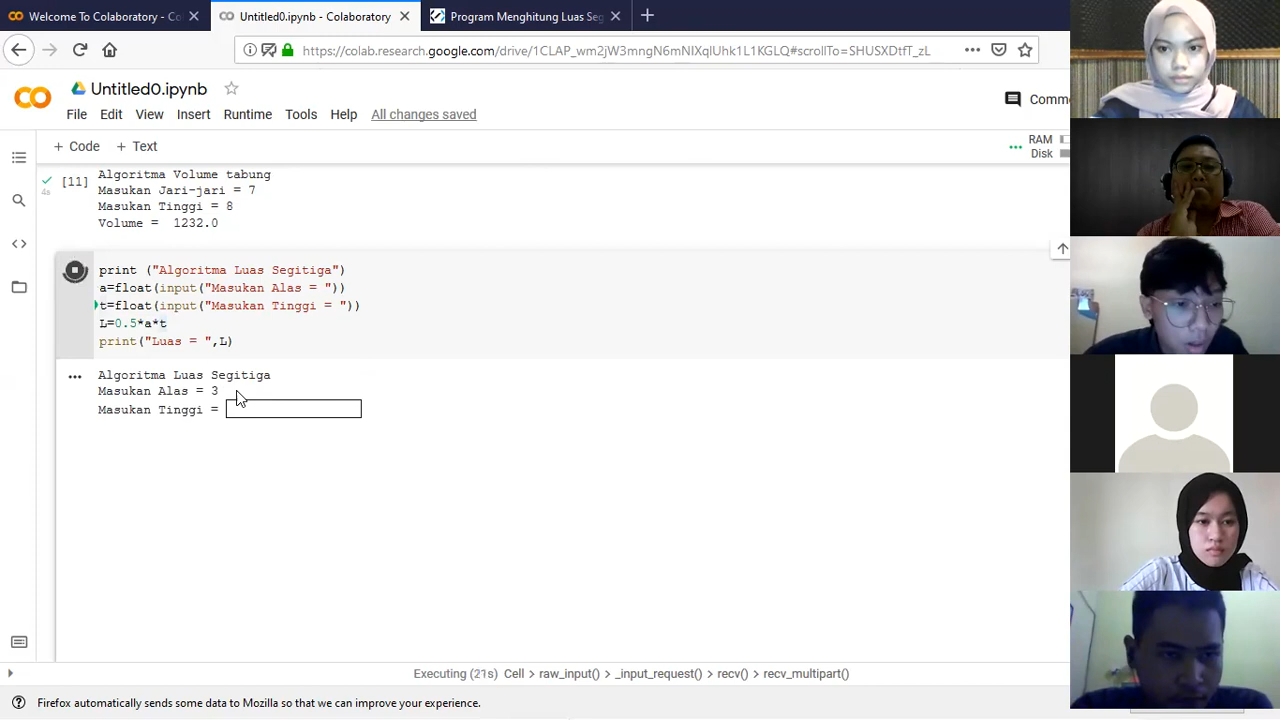 Welcome To Colaboratory - Co
Untitled0.ipynb - Colaboratory
Program Menghitung Luas Seg
https://colab.research.google.com/drive/1CLAP_wm2jW3mngN6mNIXqIUhk1L1KGLQ#scrollTo=SHUSXDtfT_zL
Untitled0.ipynb
Comme
File Edit View Insert Runtime Tools Help All changes saved
+ Code + Text
RAM
Disk
Algoritma Volume tabung
[11]
4s
Masukan Jari-jari = 7
Masukan Tinggi = 8
Volume = 1232.0
print ("Algoritma Luas Segitiga")
a=float(input("Masukan Alas = "))
t=float(input("Masukan Tinggi = "))
L=0.5*a*t
print("Luas = ",L)
Algoritma Luas Segitiga
Masukan Alas = 3
Masukan Tinggi =
Executing (21s) Cell > raw_input() > _input_request() > recv() > recv_multipart()
Firefox automatically sends some data to Mozilla so that we can improve your experience.